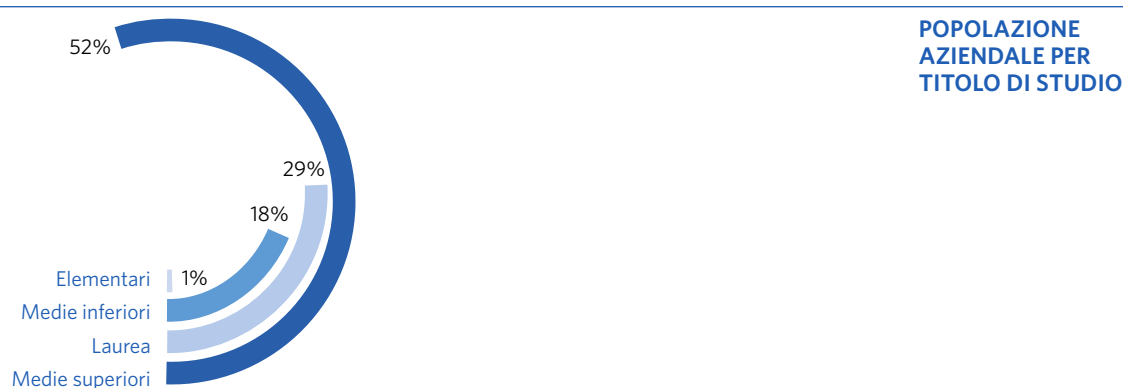 POPOLAZIONE
AZIENDALE PER
TITOLO DI STUDIO
52%
29%
18%
Elementari 1%
Medie inferiori
Laurea
Medie superiori